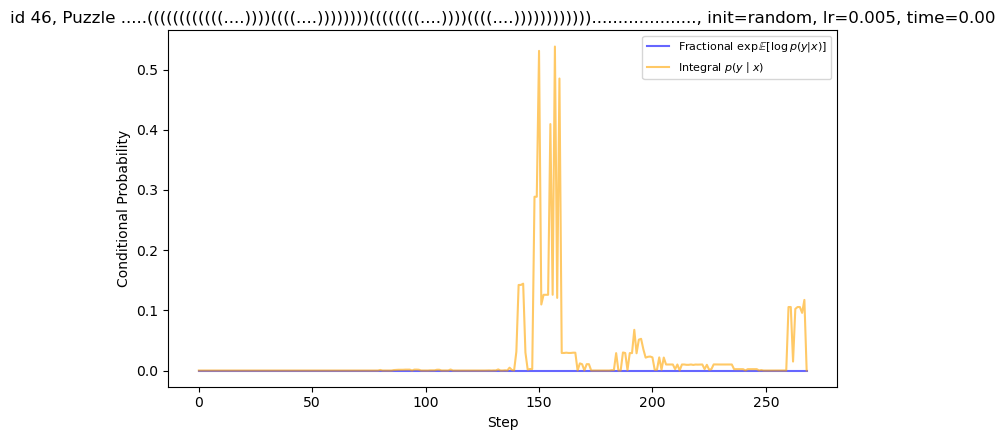 id 46, Puzzle .....((((((((((((....))))((((....))))))))((((((((....))))((((....))))))))))))...................., init=random, lr=0.005, time=0.00
Fractional exp𝔼[log p(y|x)]
Integral p(y | x)
0.5
0.4
0.3
0.2
0.1
0.0
Conditional Probability
0
50
100
150
200
250
Step